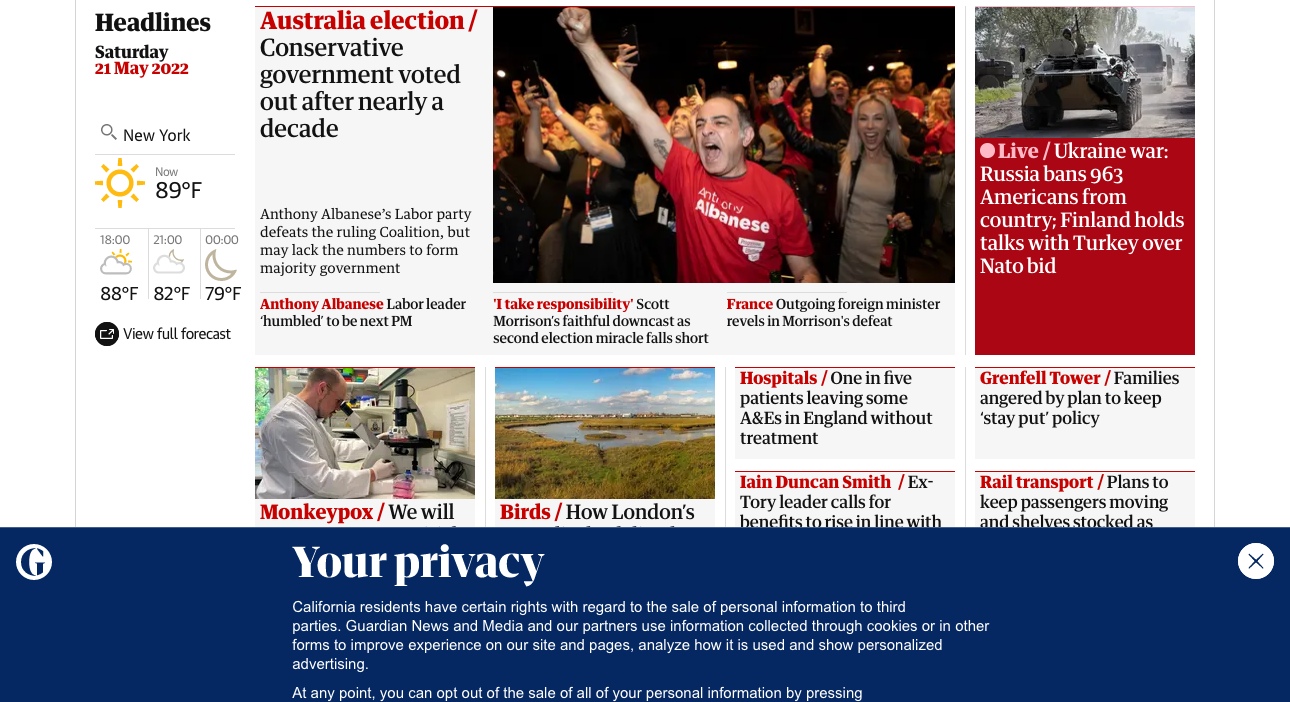 Headlines
Saturday
21 May 2022
New York
Now
89°F
18:00
21:00
00:00
88°F
82°F
79°F
View full forecast
Australia election /
Conservative
government voted
out after nearly a
decade
Anthony Albanese's Labor party
defeats the ruling Coalition, but
may lack the numbers to form
majority government
Anthony
Albanese
Anthony Albanese Labor leader
‘humbled’ to be next PM
'I take responsibility' Scott
Morrison’s faithful downcast as
second election miracle falls short
France Outgoing foreign minister
revels in Morrison's defeat
Live / Ukraine war:
Russia bans 963
Americans from
country; Finland holds
talks with Turkey over
Nato bid
Monkeypox / We will
Birds / How London’s
Hospitals / One in five
patients leaving some
A&Es in England without
treatment
Iain Duncan Smith / Ex-
Tory leader calls for
benefits to rise in line with
Grenfell Tower / Families
angered by plan to keep
‘stay put’ policy
Rail transport / Plans to
keep passengers moving
and shelves stocked as
G
Your privacy
California residents have certain rights with regard to the sale of personal information to third
parties. Guardian News and Media and our partners use information collected through cookies or in other
forms to improve experience on our site and pages, analyze how it is used and show personalized
advertising.
At any point, you can opt out of the sale of all of your personal information by pressing